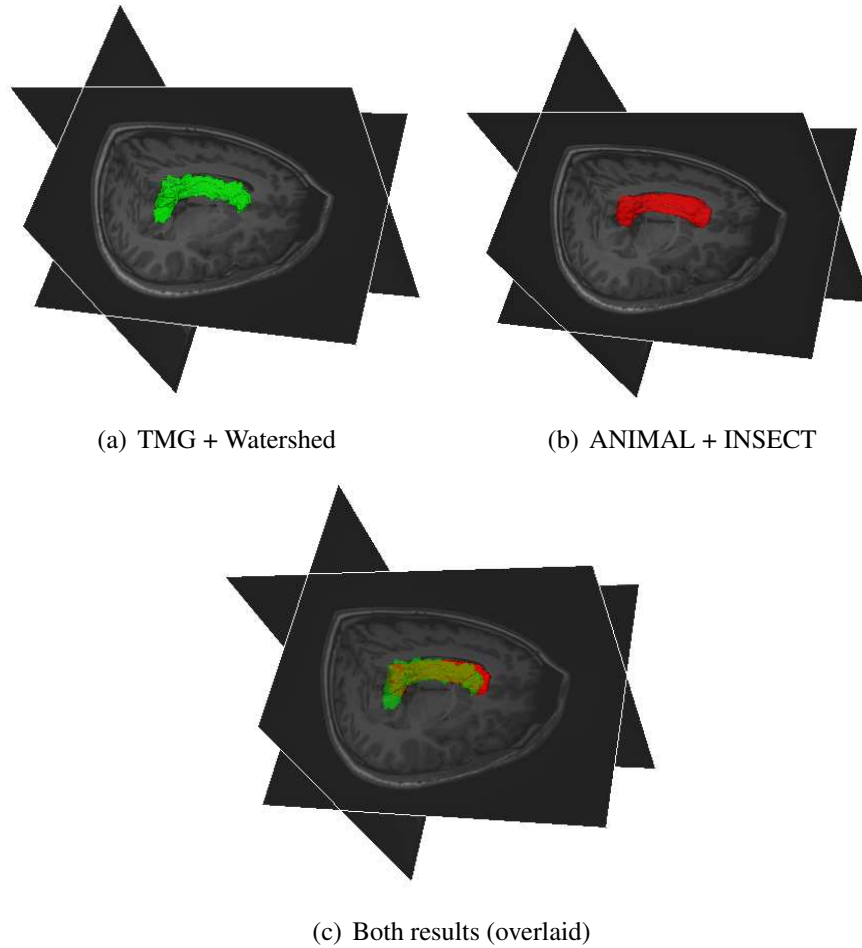 (a) TMG + Watershed
(b) ANIMAL + INSECT
(c) Both results (overlaid)